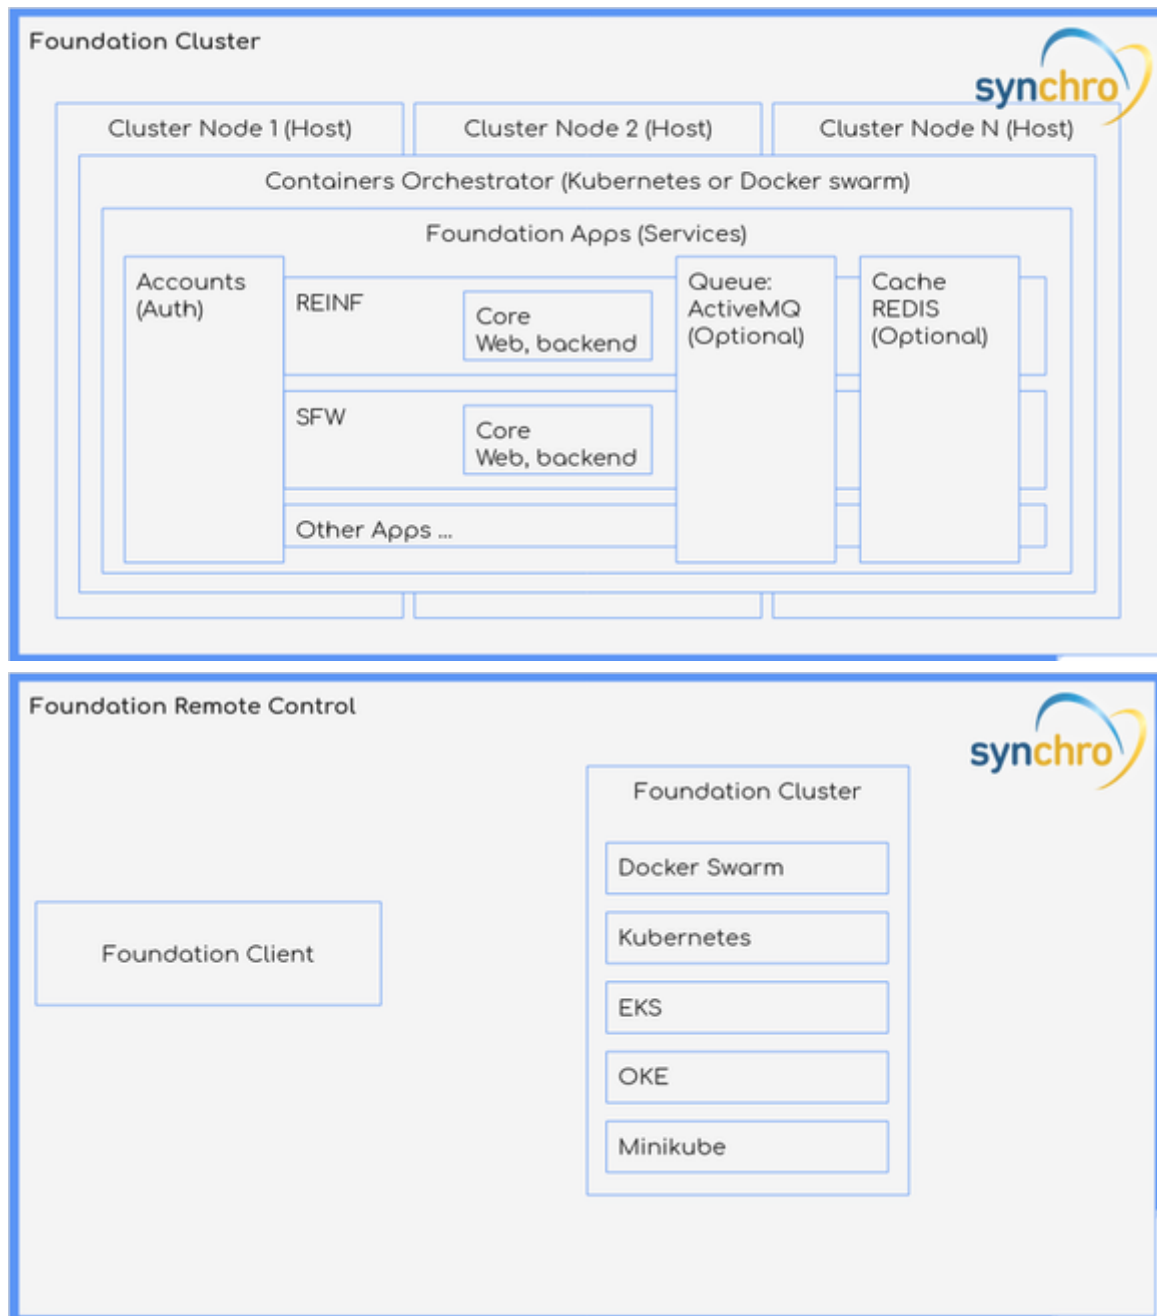 Foundation Cluster
synchro
Cluster Node 1 (Host)
Cluster Node 2 (Host)
Cluster Node N (Host)
Containers Orchestrator (Kubernetes or Docker swarm)
Foundation Apps (Services)
Accounts
(Auth)
REINF
Core
Web, backend
Queue:
ActiveMQ
(Optional)
Cache
REDIS
(Optional)
SFW
Core
Web, backend
Other Apps ...
Foundation Remote Control
synchro
Foundation Cluster
Docker Swarm
Kubernetes
EKS
OKE
Minikube
Foundation Client